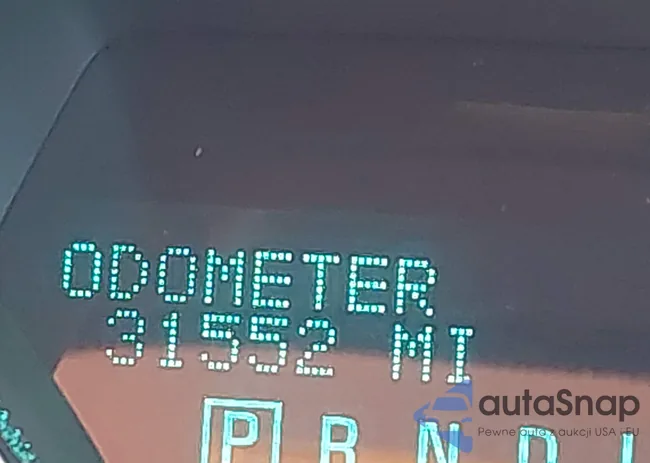 ODOMETER
31552 MI
P R N D L
autaSnap
Pewne auta z aukcji USA i EU